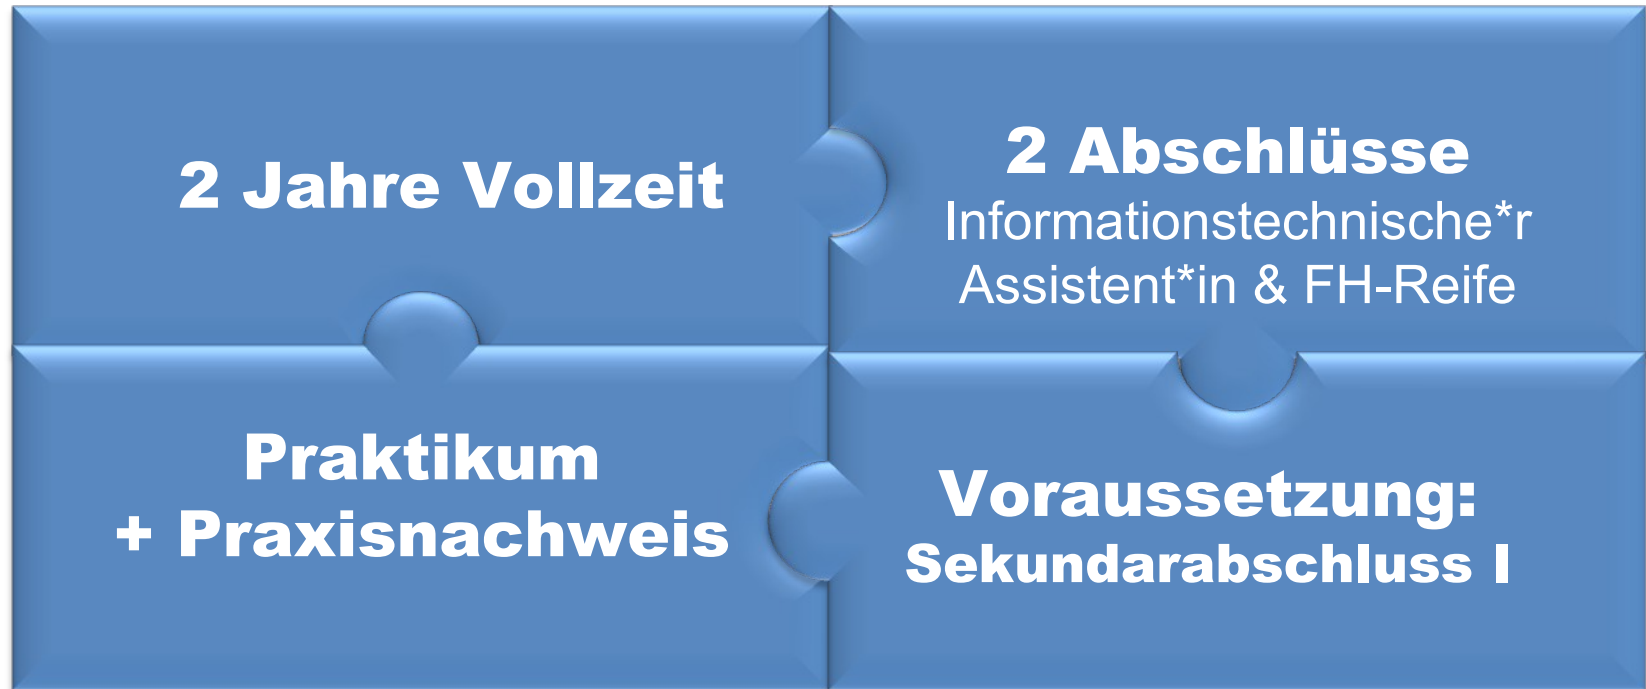 2 Jahre Vollzeit
2 Abschlüsse
Informationstechnische*r
Assistent*in & FH-Reife
Praktikum
+ Praxisnachweis
Voraussetzung:
Sekundarabschluss I